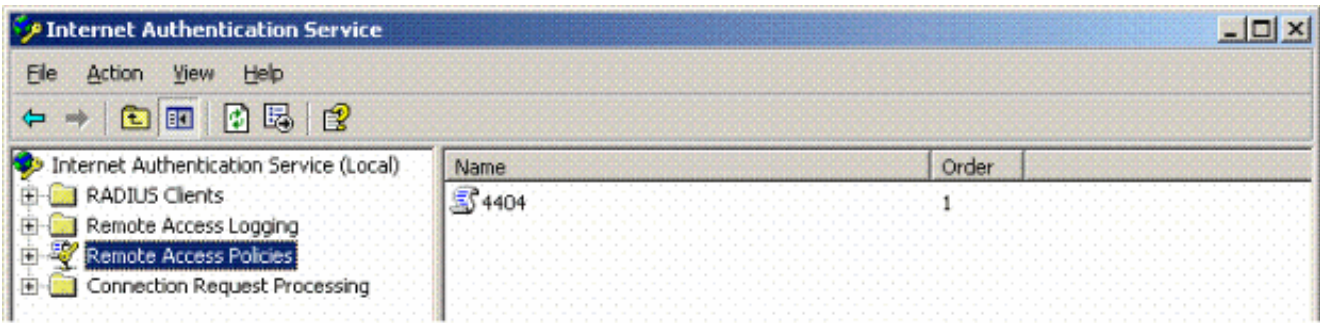 Internet Authentication Service
File Action View Help
Internet Authentication Service (Local)
RADIUS Clients
Remote Access Logging
Remote Access Policies
Connection Request Processing
Name Order
4404 1